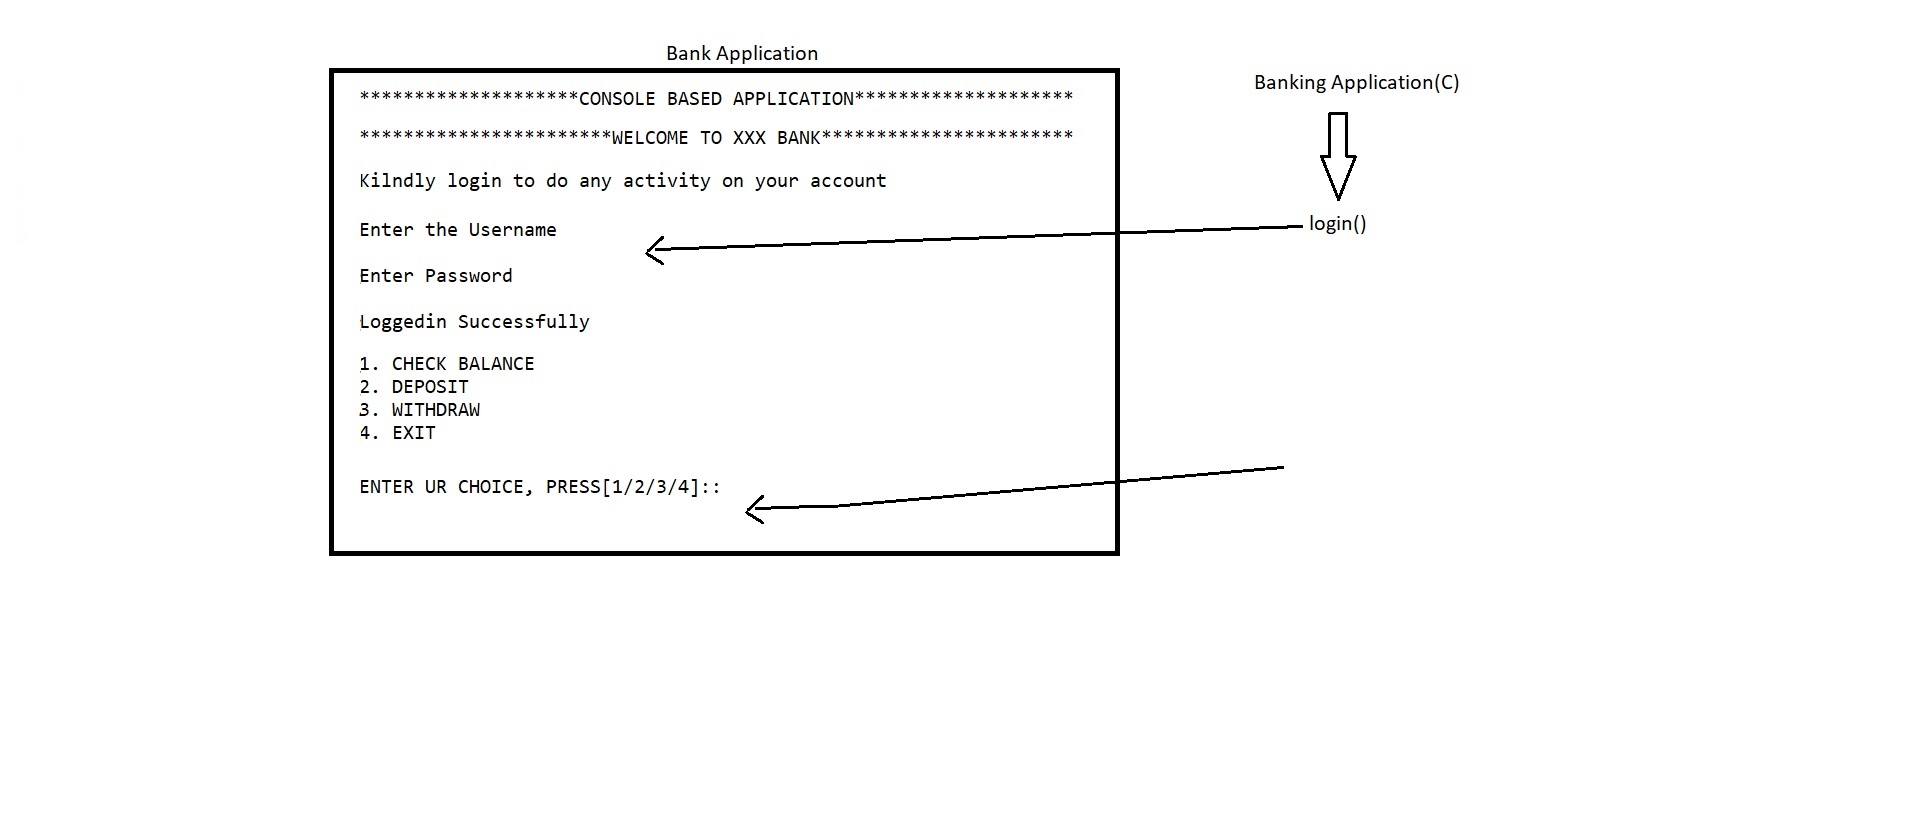 Bank Application
********************CONSOLE BASED APPLICATION********************
***********************WELCOME TO XXX BANK***********************
Kilndly login to do any activity on your account
Enter the Username
Enter Password
Loggedin Successfully
1. CHECK BALANCE
2. DEPOSIT
3. WITHDRAW
4. EXIT
ENTER UR CHOICE, PRESS[1/2/3/4]::
Banking Application(C)
login()